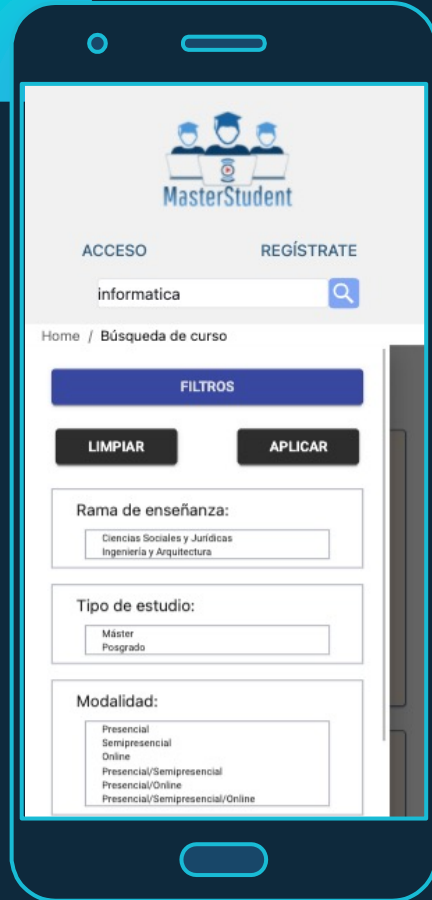 MasterStudent
ACCESO REGÍSTRATE
informatica
Home / Búsqueda de curso
FILTROS
LIMPIAR APLICAR
Rama de enseñanza:
Ciencias Sociales y Jurídicas
Ingeniería y Arquitectura
Tipo de estudio:
Máster
Posgrado
Modalidad:
Presencial
Semipresencial
Online
Presencial/Semipresencial
Presencial/Online
Presencial/Semipresencial/Online